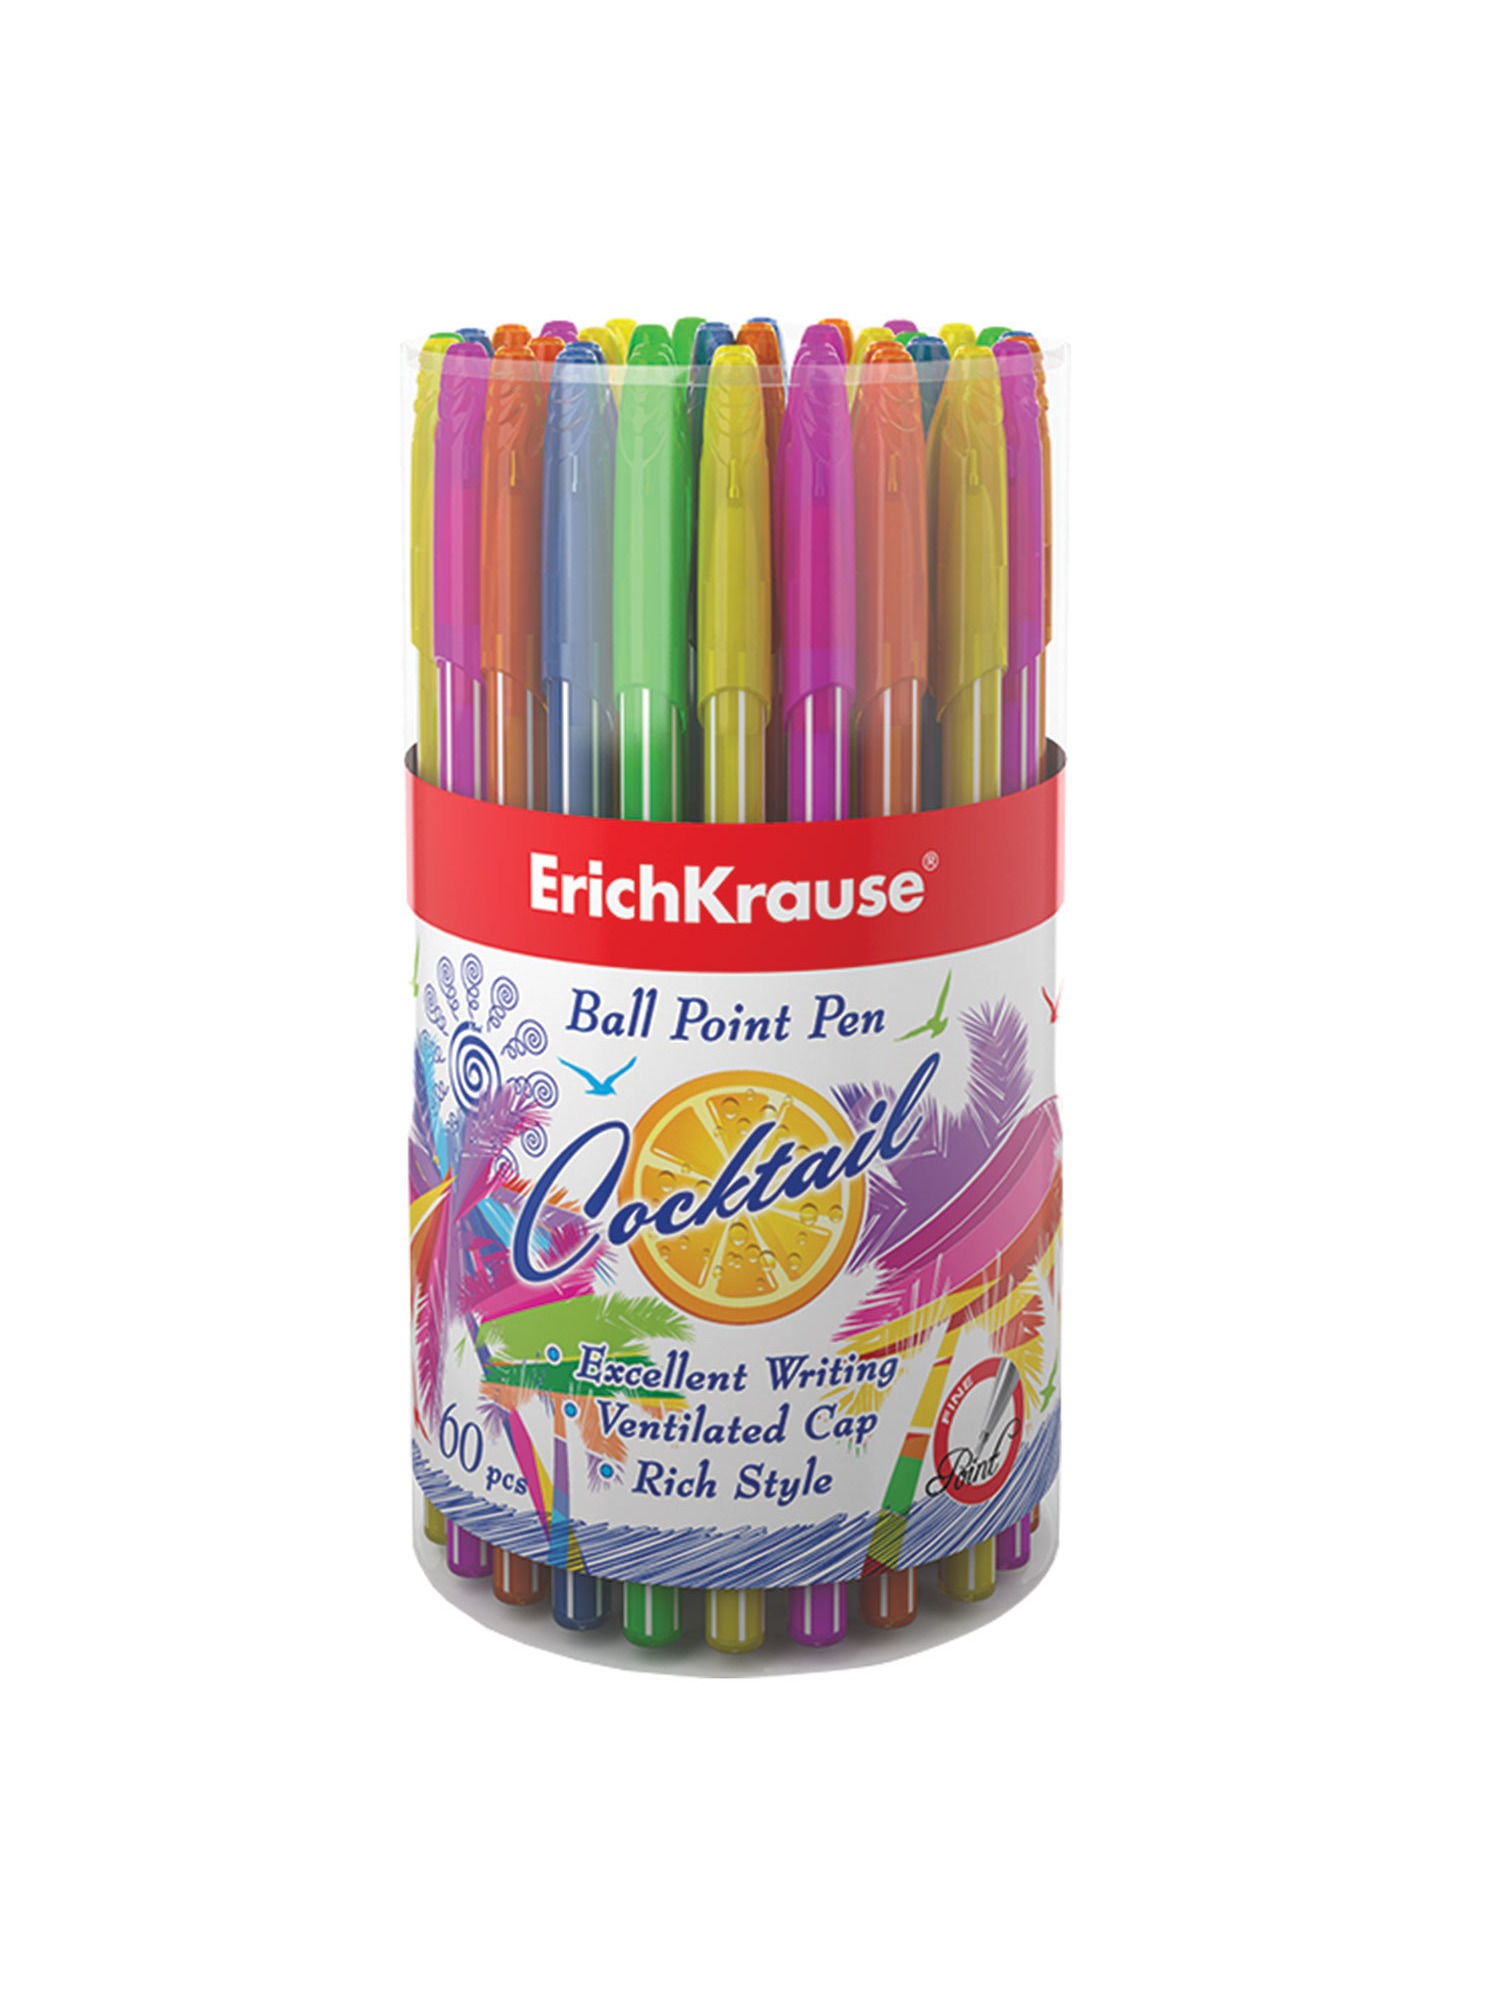 ErichKrause®
Ball Point Pen
Cocktail
• Excellent Writing
• Ventilated Cap
• Rich Style
60 pcs
FINE
Point